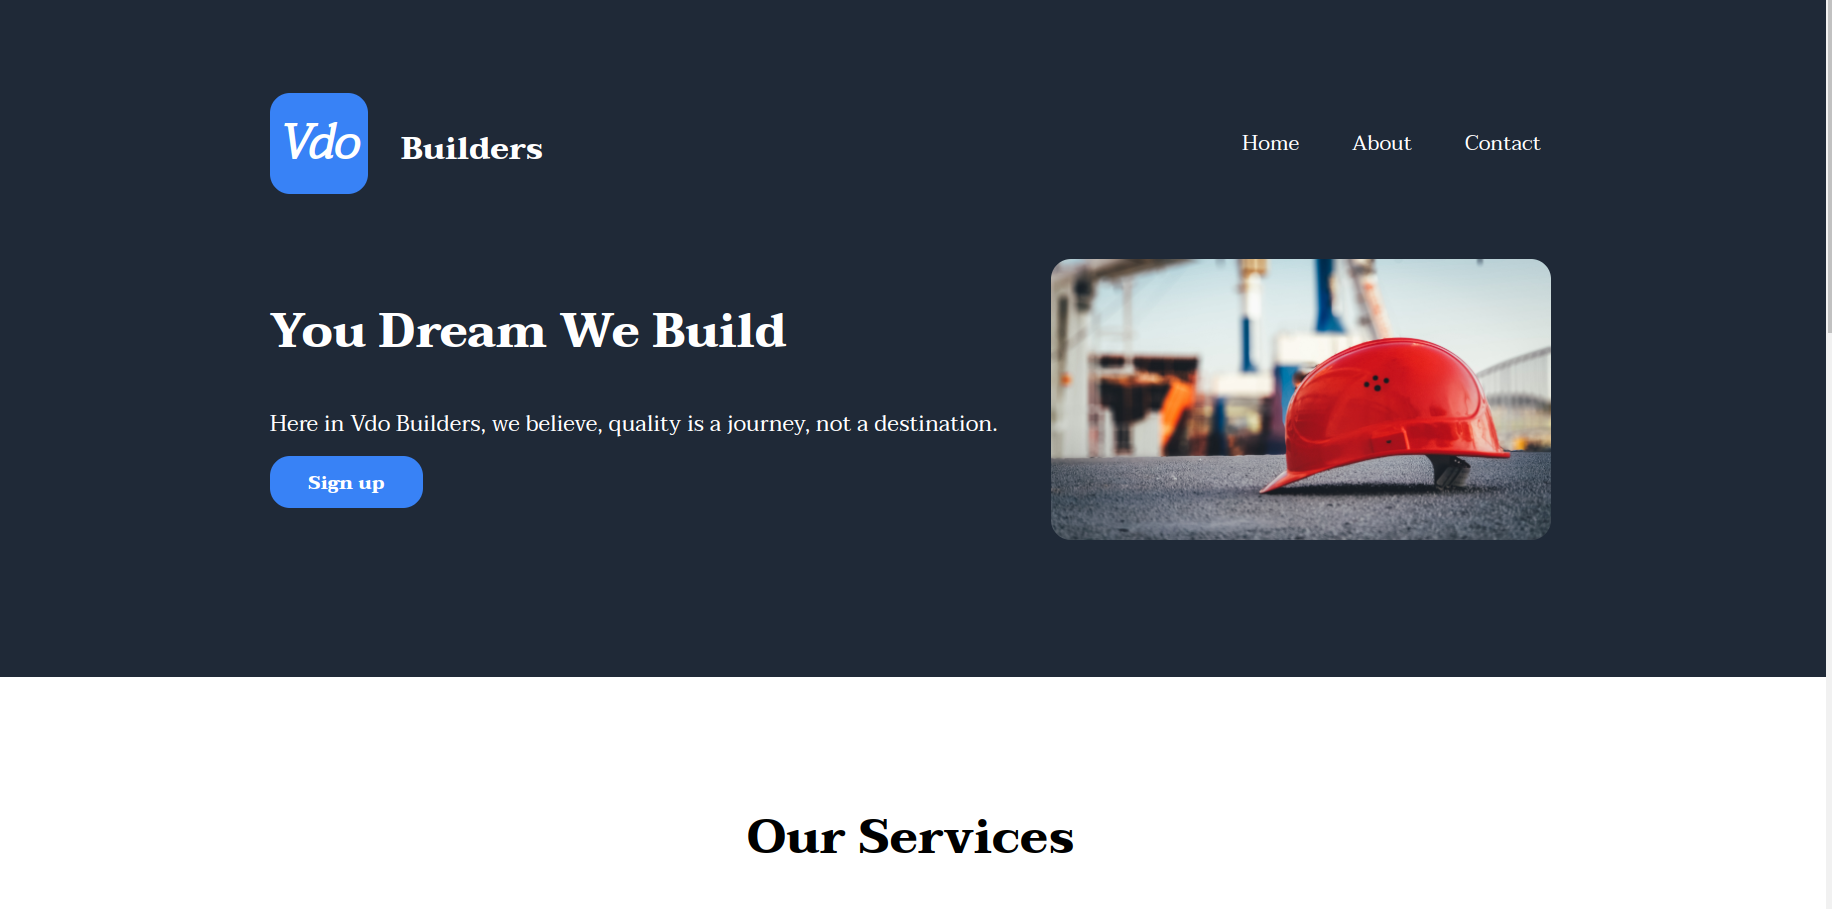 Vdo
Builders
Home About Contact
You Dream We Build
Here in Vdo Builders, we believe, quality is a journey, not a destination.
Sign up
Our Services